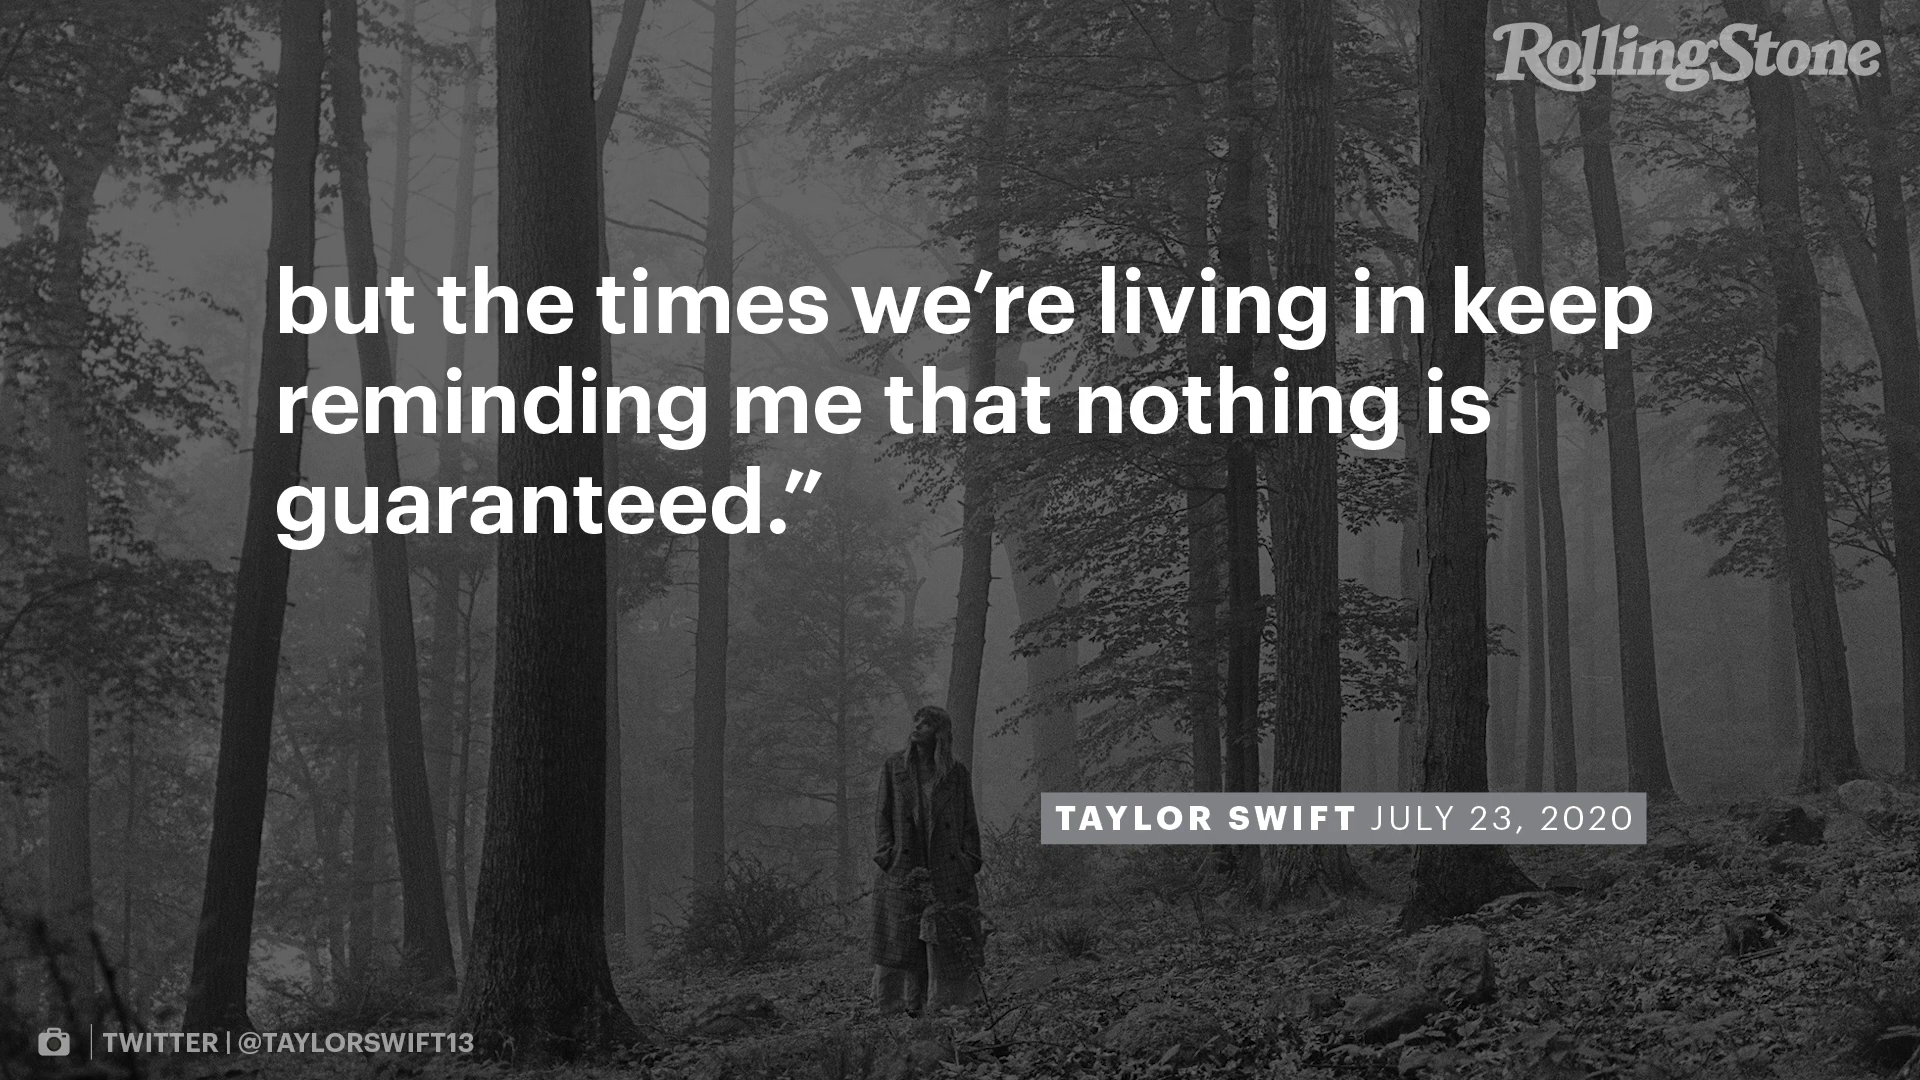 RollingStone
but the times we’re living in keep
reminding me that nothing is
guaranteed.”
TAYLOR SWIFT JULY 23, 2020
TWITTER | @TAYLORSWIFT13